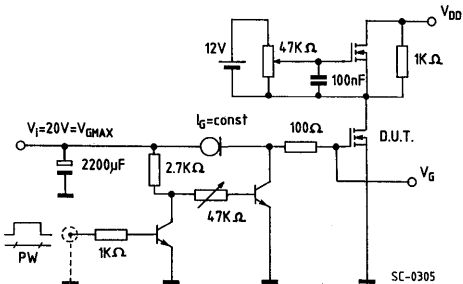 V_DD
12V
47KΩ
100nF
1KΩ
V_i=20V=V_GMAX
I_G=const
100Ω
D.U.T.
2200μF
2.7KΩ
47KΩ
V_G
1KΩ
PW
SC-0305